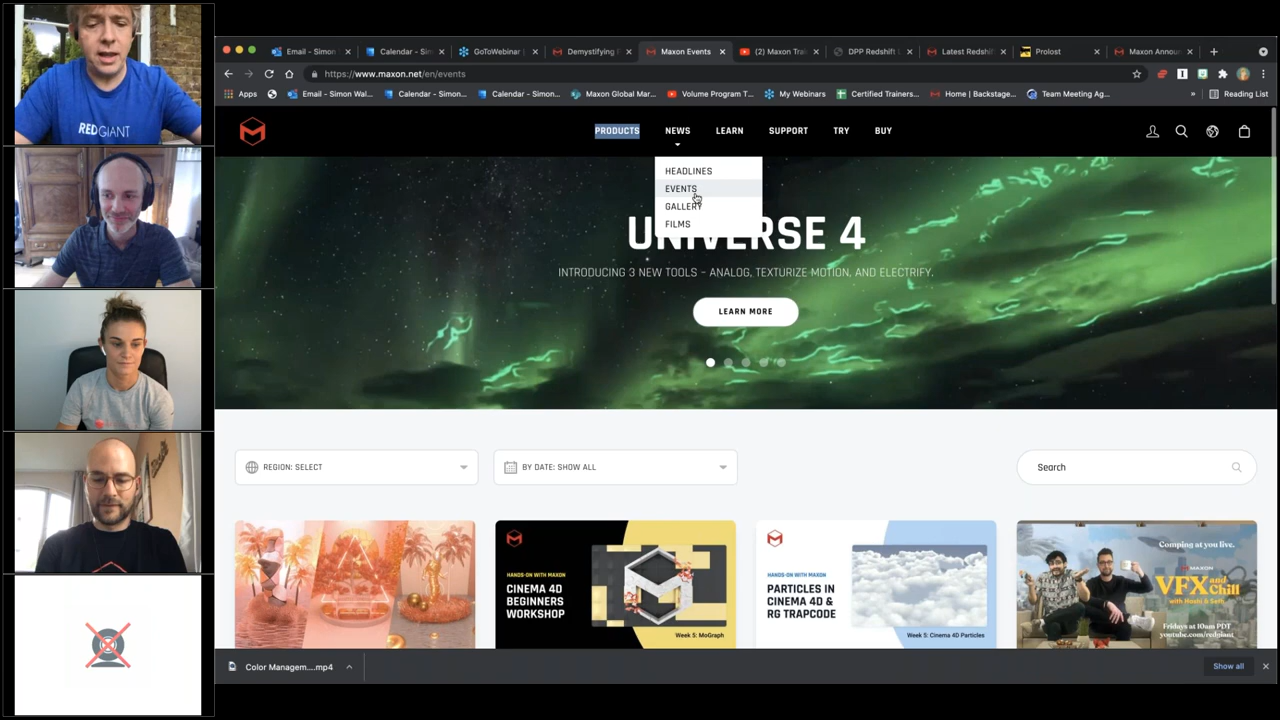 REDGIANT
Email - Simon
Calendar - Sim
GoToWebinar
Demystifying
Maxon Events
(2) Maxon Trai
DPP Redshift L
Latest Redshif
Prolost
Maxon Annou
https://www.maxon.net/en/events
Apps
Email - Simon Wal...
Calendar - Simon...
Calendar - Simon...
Maxon Global Mar...
Volume Program T...
My Webinars
Certified Trainers...
Home | Backstage...
Team Meeting Ag...
»
Reading List
PRODUCTS
NEWS
LEARN
SUPPORT
TRY
BUY
HEADLINES
EVENTS
GALLERY
FILMS
UNIVERSE 4
INTRODUCING 3 NEW TOOLS – ANALOG, TEXTURIZE MOTION, AND ELECTRIFY.
LEARN MORE
REGION: SELECT
BY DATE: SHOW ALL
Search
HANDS-ON WITH MAXON
CINEMA 4D
BEGINNERS
WORKSHOP
Week 5: MoGraph
HANDS-ON WITH MAXON
PARTICLES IN
CINEMA 4D &
RG TRAPCODE
Week 5: Cinema 4D Particles
Comping at you live.
MAXON
VFX and
Chill
with Hashi & Seth
Fridays at 10am PDT
youtube.com/redgiant
Color Managem....mp4
Show all